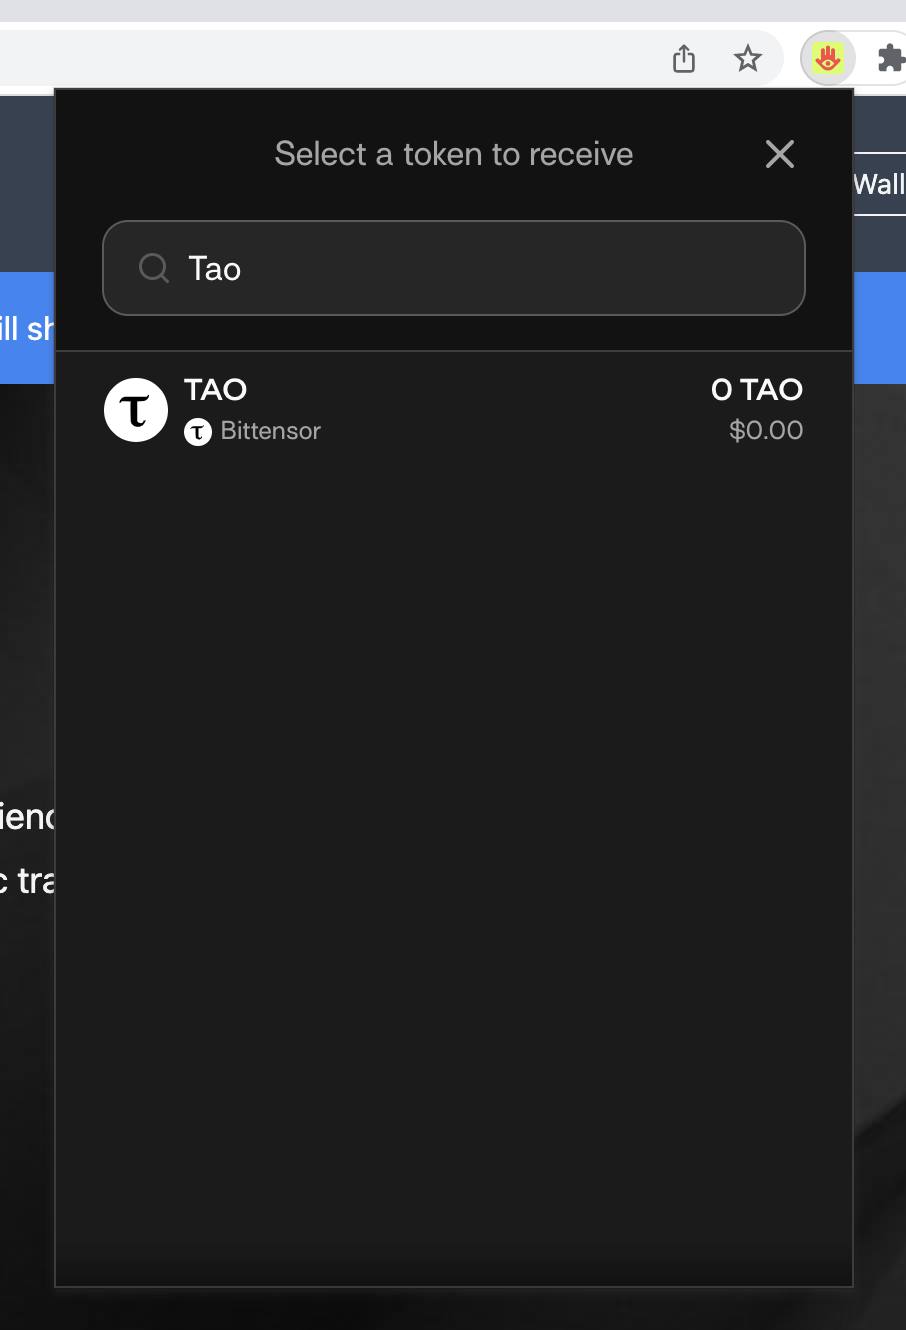 Select a token to receive
Tao
Wall
ill sh
TAO
0 TAO
Bittensor
$0.00
ienc
c tra